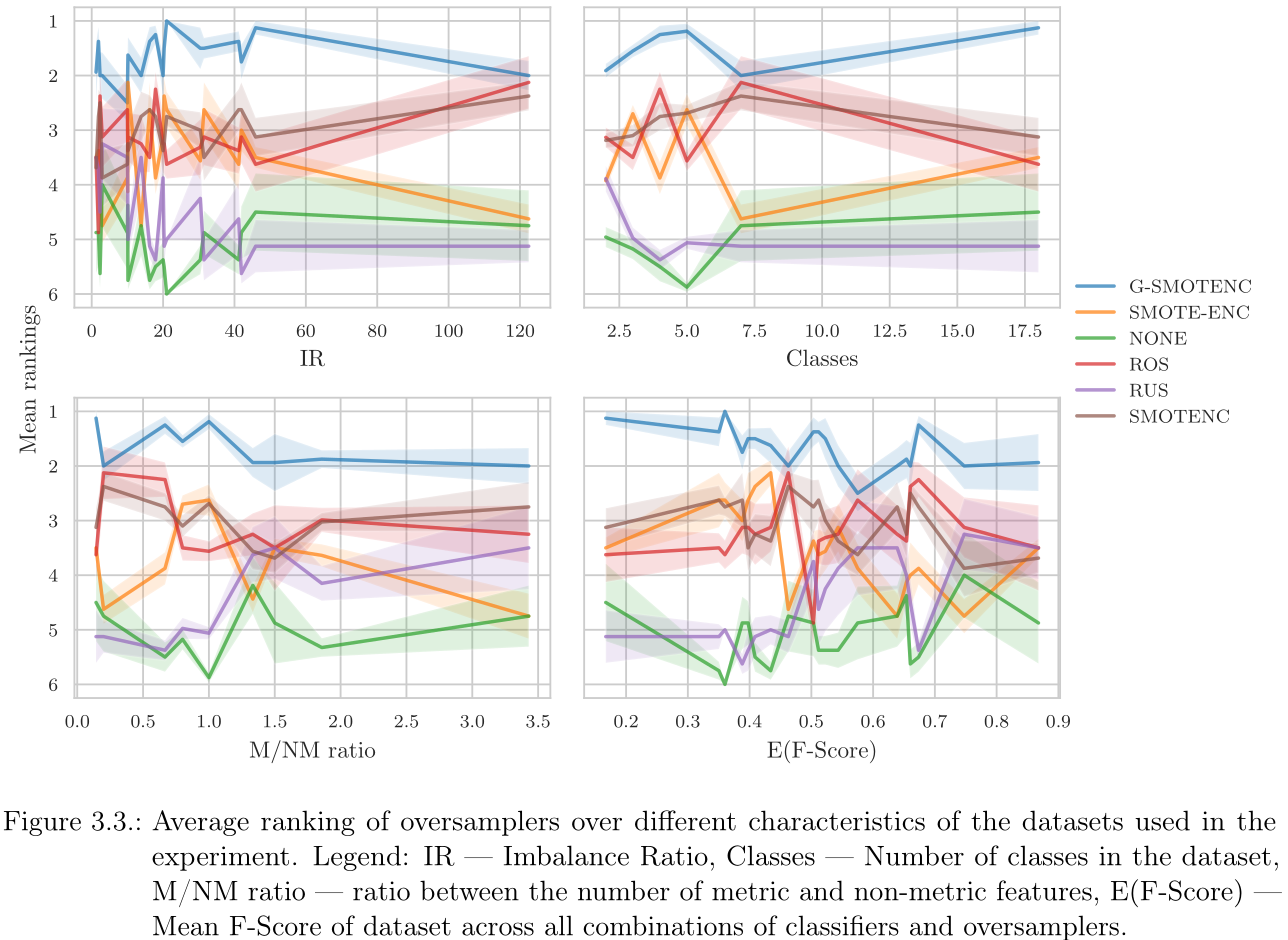 1
2
3
4
5
6
0 20 40 60 80 100 120
IR
2.5 5.0 7.5 10.0 12.5 15.0 17.5
Classes
Mean rankings
G-SMOTENC
SMOTE-ENC
NONE
ROS
RUS
SMOTENC
1
2
3
4
5
6
0.0 0.5 1.0 1.5 2.0 2.5 3.0 3.5
M/NM ratio
0.2 0.3 0.4 0.5 0.6 0.7 0.8 0.9
E(F-Score)
Figure 3.3.: Average ranking of oversamplers over different characteristics of the datasets used in the
experiment. Legend: IR — Imbalance Ratio, Classes — Number of classes in the dataset,
M/NM ratio — ratio between the number of metric and non-metric features, E(F-Score) —
Mean F-Score of dataset across all combinations of classifiers and oversamplers.